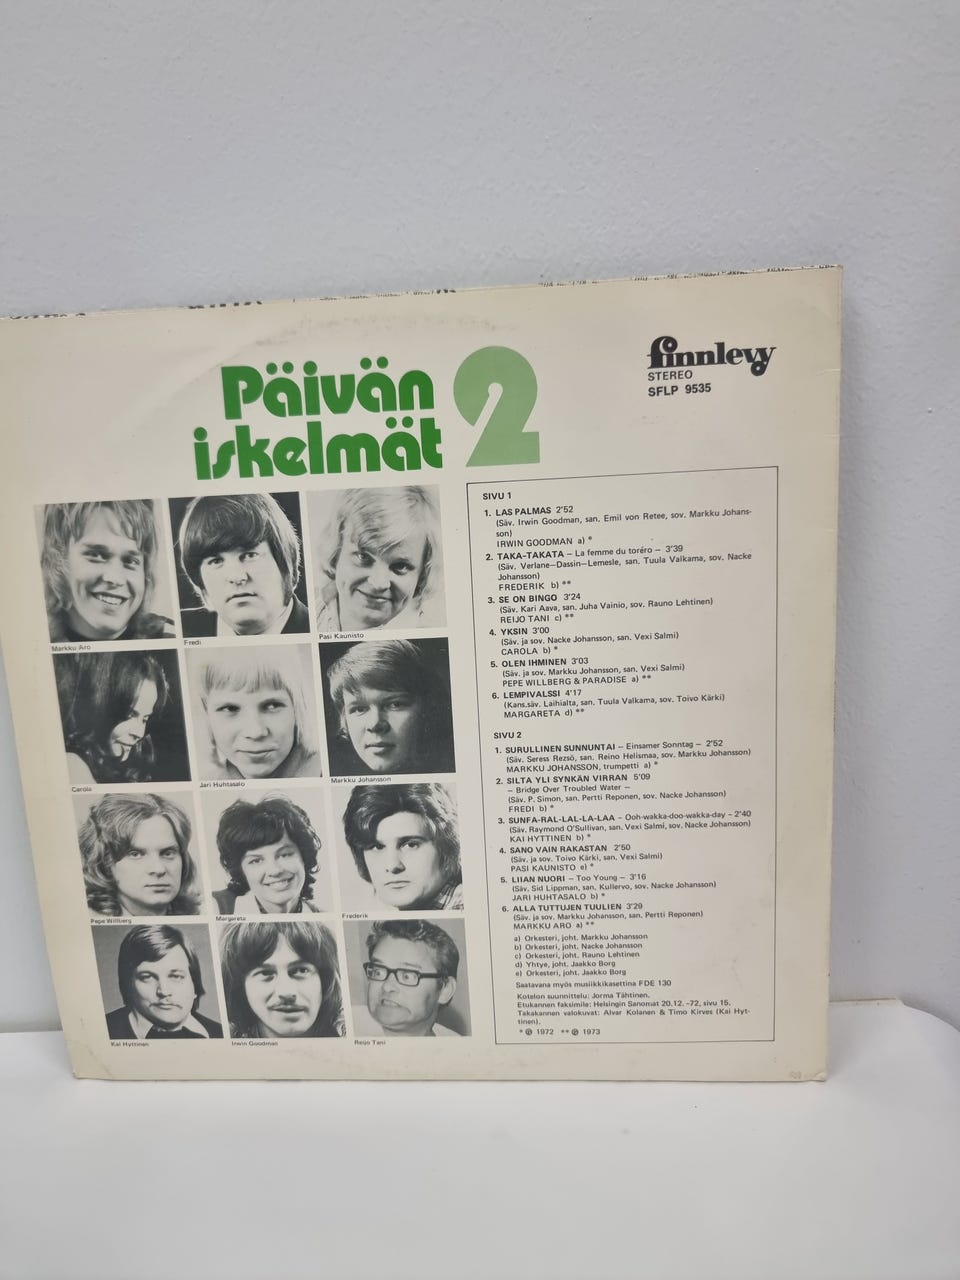 Päivän
iskelmät 2
finnlevy
STEREO
SFLP 9535
Markku Aro
Fredi
Pasi Kaunisto
Carola
Jari Huhtasalo
Markku Johansson
Pepe Willberg
Margareta
Frederik
Kai Hyttinen
Irwin Goodman
Reijo Tani
SIVU 1
1. LAS PALMAS 2'52
(Säv. Irwin Goodman, san. Emil von Retee, sov. Markku Johans-
son)
IRWIN GOODMAN a) *
2. TAKA-TAKATA – La femme du toréro – 3'39
(Säv. Verlane–Dassin–Lemesle, san. Tuula Valkama, sov. Nacke
Johansson)
FREDERIK b) **
3. SE ON BINGO 3'24
(Säv. Kari Aava, san. Juha Vainio, sov. Rauno Lehtinen)
REIJO TANI c) **
4. YKSIN 3'00
(Säv. ja sov. Nacke Johansson, san. Vexi Salmi)
CAROLA b) *
5. OLEN IHMINEN 3'03
(Säv. ja sov. Markku Johansson, san. Vexi Salmi)
PEPE WILLBERG & PARADISE a) **
6. LEMPIVALSSI 4'17
(Kans.säv. Laihialta, san. Tuula Valkama, sov. Toivo Kärki)
MARGARETA d) **
SIVU 2
1. SURULLINEN SUNNUNTAI – Einsamer Sonntag – 2'52
(Säv. Seress Rezsö, san. Reino Helismaa, sov. Markku Johansson)
MARKKU JOHANSSON, trumpetti a) *
2. SILTA YLI SYNKÄN VIRRAN 5'09
– Bridge Over Troubled Water –
(Säv. P. Simon, san. Pertti Reponen, sov. Nacke Johansson)
FREDI b) *
3. SUNFA-RAL-LAL-LA-LAA – Ooh-wakka-doo-wakka-day – 2'40
(Säv. Raymond O'Sullivan, san. Vexi Salmi, sov. Nacke Johansson)
KAI HYTTINEN b) *
4. SANO VAIN RAKASTAN 2'50
(Säv. ja sov. Toivo Kärki, san. Vexi Salmi)
PASI KAUNISTO e) *
5. LIIAN NUORI – Too Young – 3'16
(Säv. Sid Lippman, san. Kullervo, sov. Nacke Johansson)
JARI HUHTASALO b) *
6. ALLA TUTTUJEN TUULIEN 3'29
(Säv. ja sov. Markku Johansson, san. Pertti Reponen)
MARKKU ARO a) **
a) Orkesteri, joht. Markku Johansson
b) Orkesteri, joht. Nacke Johansson
c) Orkesteri, joht. Rauno Lehtinen
d) Yhtye, joht. Jaakko Borg
e) Orkesteri, joht. Jaakko Borg
Saatavana myös musiikkikasettina FDE 130
Kotelon suunnittelu: Jorma Tähtinen.
Etukannen faksimile: Helsingin Sanomat 20.12. -72, sivu 15.
Takakannen valokuvat: Alvar Kolanen & Timo Kirves (Kai Hyt-
tinen).
* ℗ 1972 ** ℗ 1973